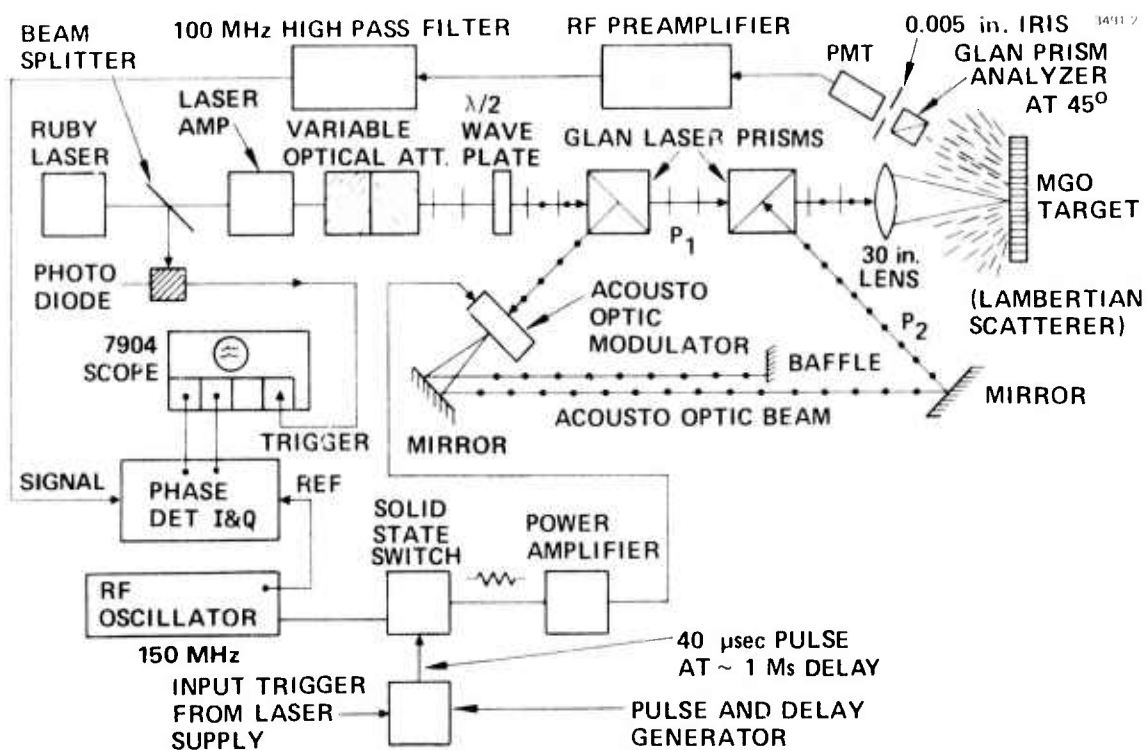 BEAM
SPLITTER
100 MHz HIGH PASS FILTER
RF PREAMPLIFIER
0.005 in. IRIS
PMT
GLAN PRISM
ANALYZER
AT 45O
LASER
AMP
RUBY
LASER
VARIABLE
OPTICAL ATT.
λ/2
WAVE
PLATE
GLAN LASER PRISMS
MGO
TARGET
P1
30 in.
LENS
(LAMBERTIAN
SCATTERER)
PHOTO
DIODE
ACOUSTO
OPTIC
MODULATOR
P2
7904
SCOPE
BAFFLE
MIRROR
ACOUSTO OPTIC BEAM
TRIGGER
MIRROR
SIGNAL
PHASE
DET I&Q
REF
SOLID
STATE
SWITCH
POWER
AMPLIFIER
RF
OSCILLATOR
150 MHz
40 μsec PULSE
AT ~ 1 Ms DELAY
INPUT TRIGGER
FROM LASER
SUPPLY
PULSE AND DELAY
GENERATOR